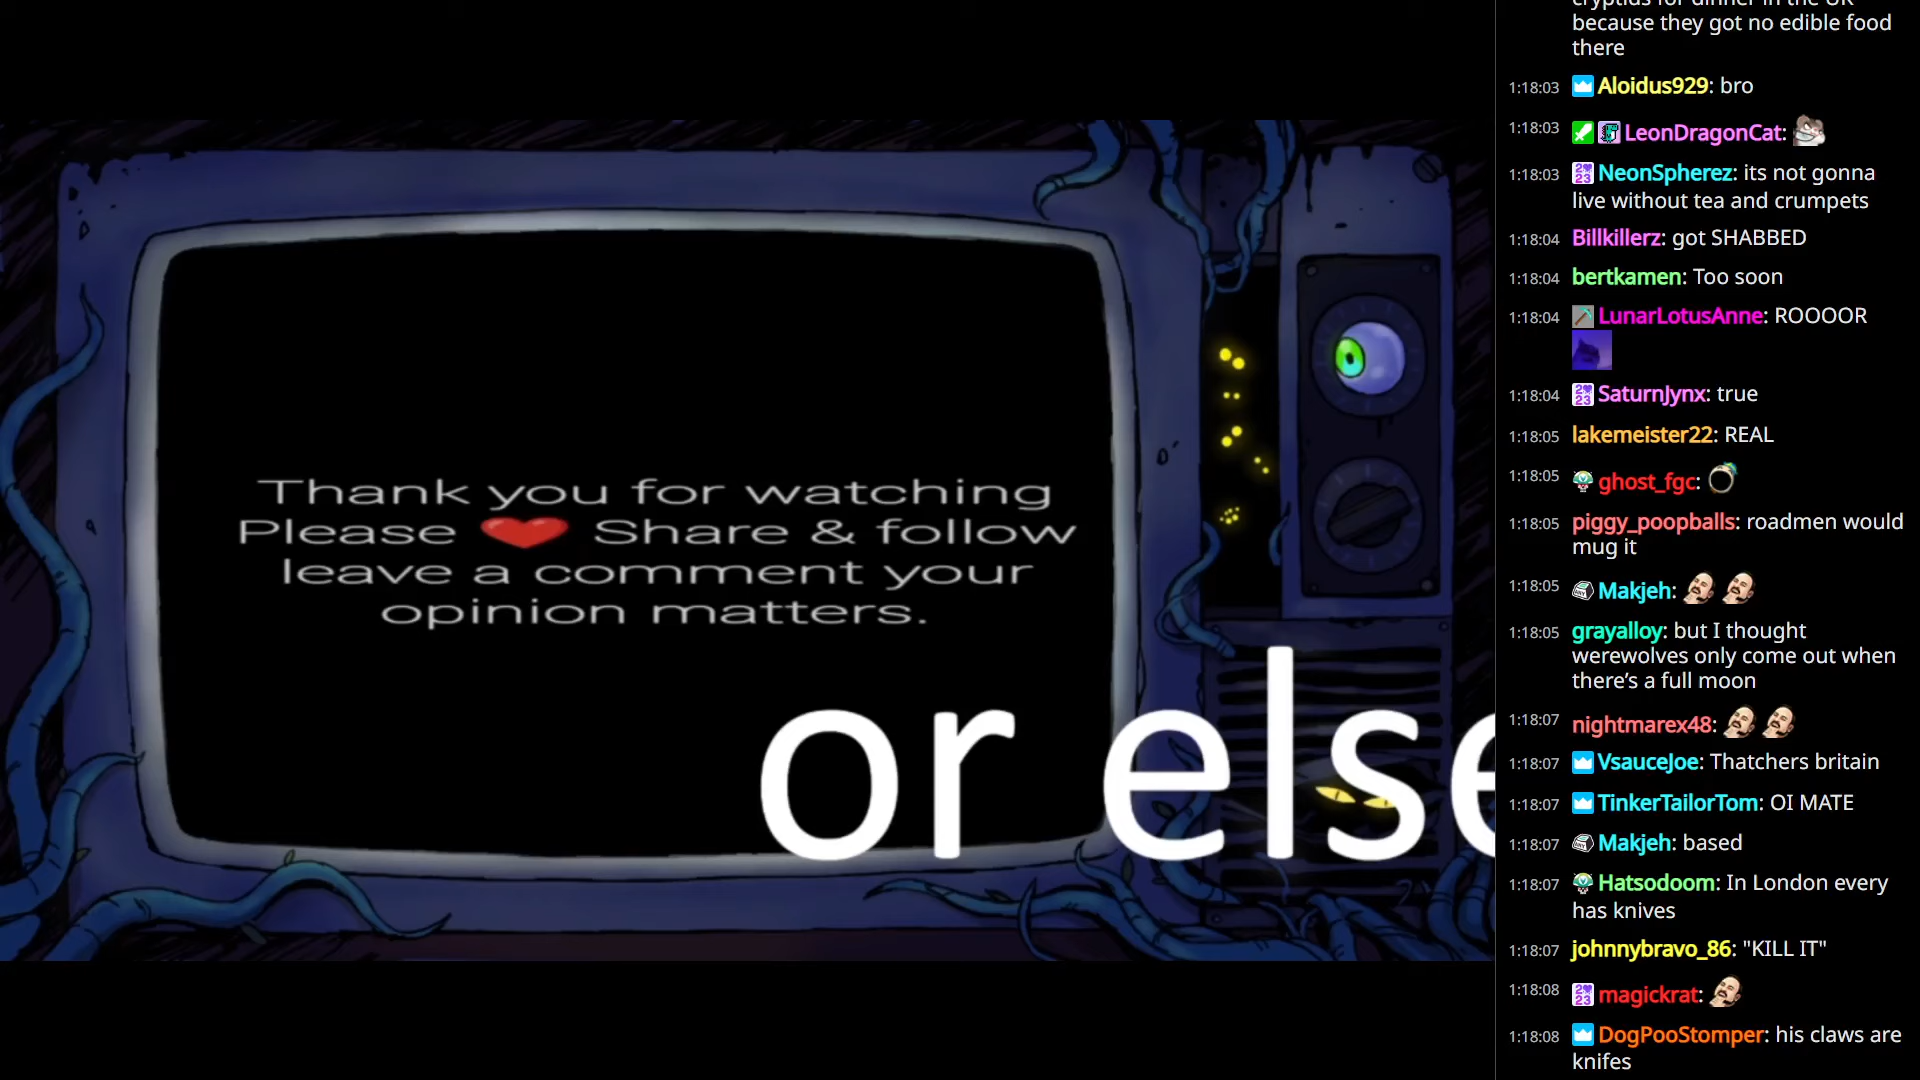 Thank you for watching
Please ❤ Share & follow
leave a comment your
opinion matters.
or else
because they got no edible food
there
1:18:03 Aloidus929: bro
1:18:03 LeonDragonCat:
1:18:03 NeonSpherez: its not gonna
live without tea and crumpets
1:18:04 Billkillerz: got SHABBED
1:18:04 bertkamen: Too soon
1:18:04 LunarLotusAnne: ROOOOR
1:18:04 SaturnJynx: true
1:18:05 lakemeister22: REAL
1:18:05 ghost_fgc:
1:18:05 piggy_poopballs: roadmen would
mug it
1:18:05 Makjeh:
1:18:05 grayalloy: but I thought
werewolves only come out when
there's a full moon
1:18:07 nightmarex48:
1:18:07 VsauceJoe: Thatchers britain
1:18:07 TinkerTailorTom: OI MATE
1:18:07 Makjeh: based
1:18:07 Hatsodoom: In London every
has knives
1:18:07 johnnybravo_86: "KILL IT"
1:18:08 magickrat:
1:18:08 DogPooStomper: his claws are
knifes